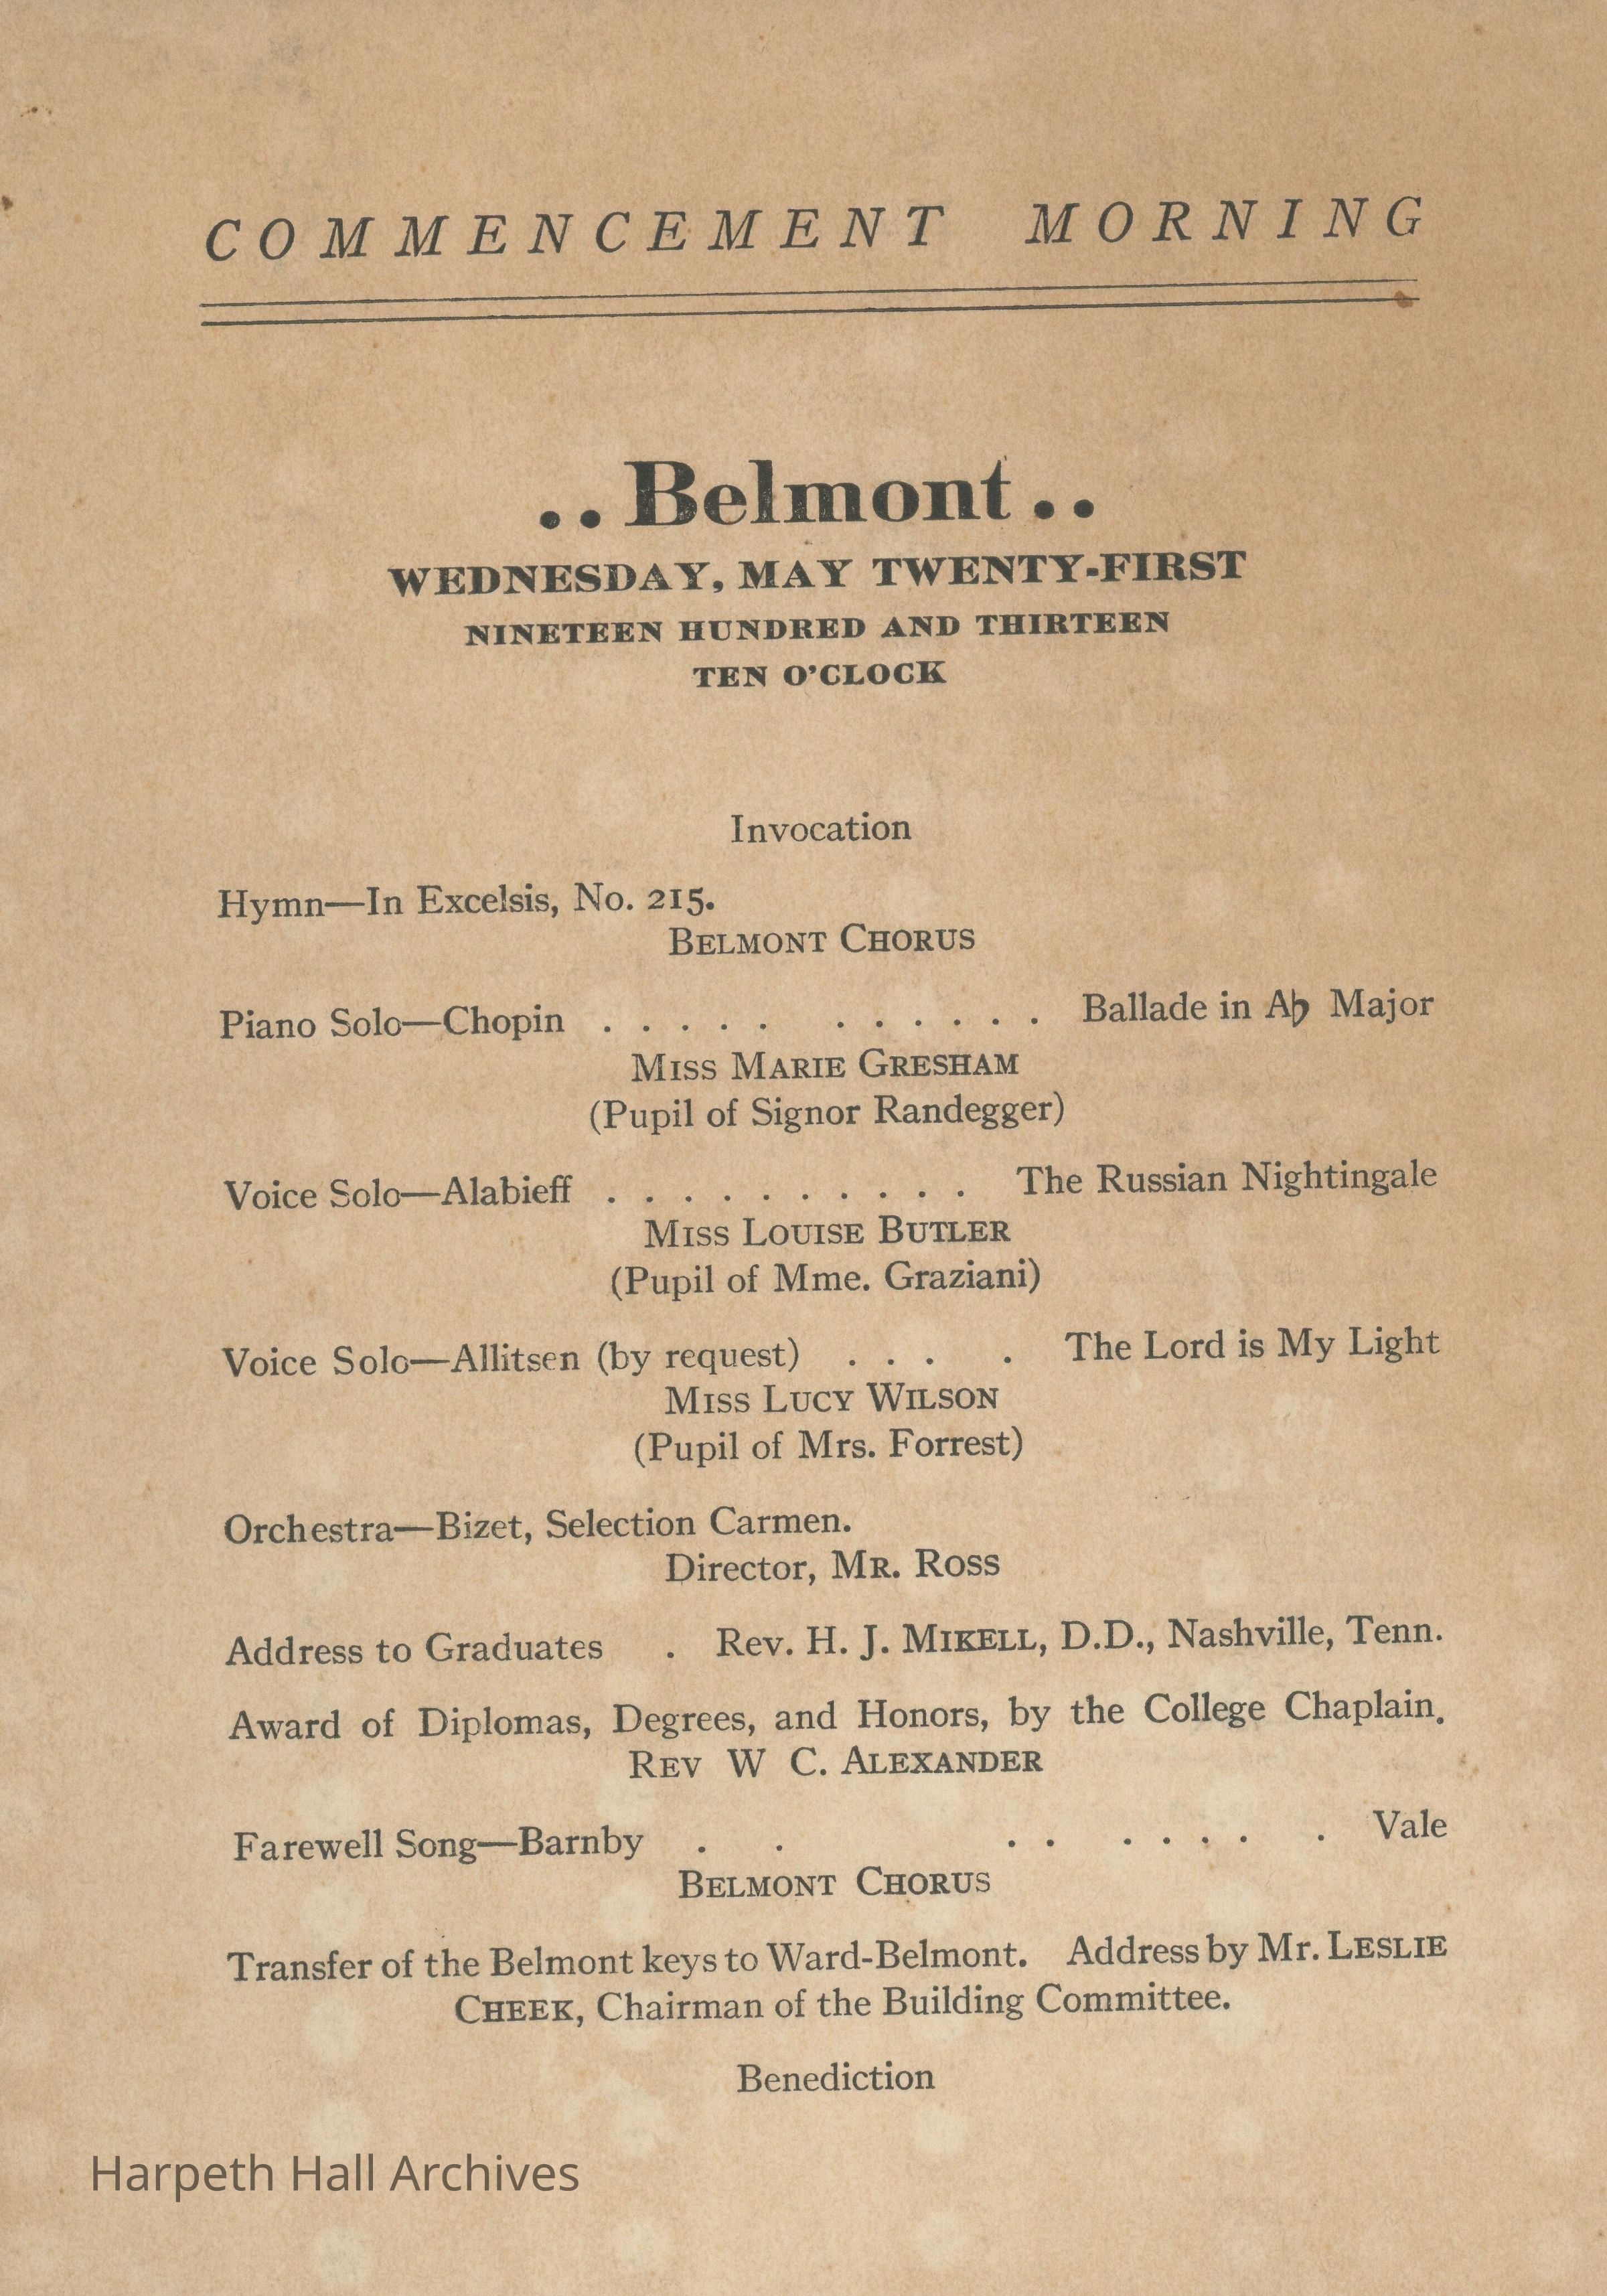 COMMENCEMENT MORNING
..Belmont..
WEDNESDAY, MAY TWENTY-FIRST
NINETEEN HUNDRED AND THIRTEEN
TEN O'CLOCK
Invocation
Hymn—In Excelsis, No. 215.
BELMONT CHORUS
Piano Solo—Chopin . . . . . . . . . . . Ballade in A♭ Major
MISS MARIE GRESHAM
(Pupil of Signor Randegger)
Voice Solo—Alabieff . . . . . . . . . . The Russian Nightingale
MISS LOUISE BUTLER
(Pupil of Mme. Graziani)
Voice Solo—Allitsen (by request) . . . . The Lord is My Light
MISS LUCY WILSON
(Pupil of Mrs. Forrest)
Orchestra—Bizet, Selection Carmen.
Director, MR. ROSS
Address to Graduates . Rev. H. J. MIKELL, D.D., Nashville, Tenn.
Award of Diplomas, Degrees, and Honors, by the College Chaplain.
REV W C. ALEXANDER
Farewell Song—Barnby . . . . . . . . . Vale
BELMONT CHORUS
Transfer of the Belmont keys to Ward-Belmont. Address by Mr. LESLIE
CHEEK, Chairman of the Building Committee.
Benediction
Harpeth Hall Archives